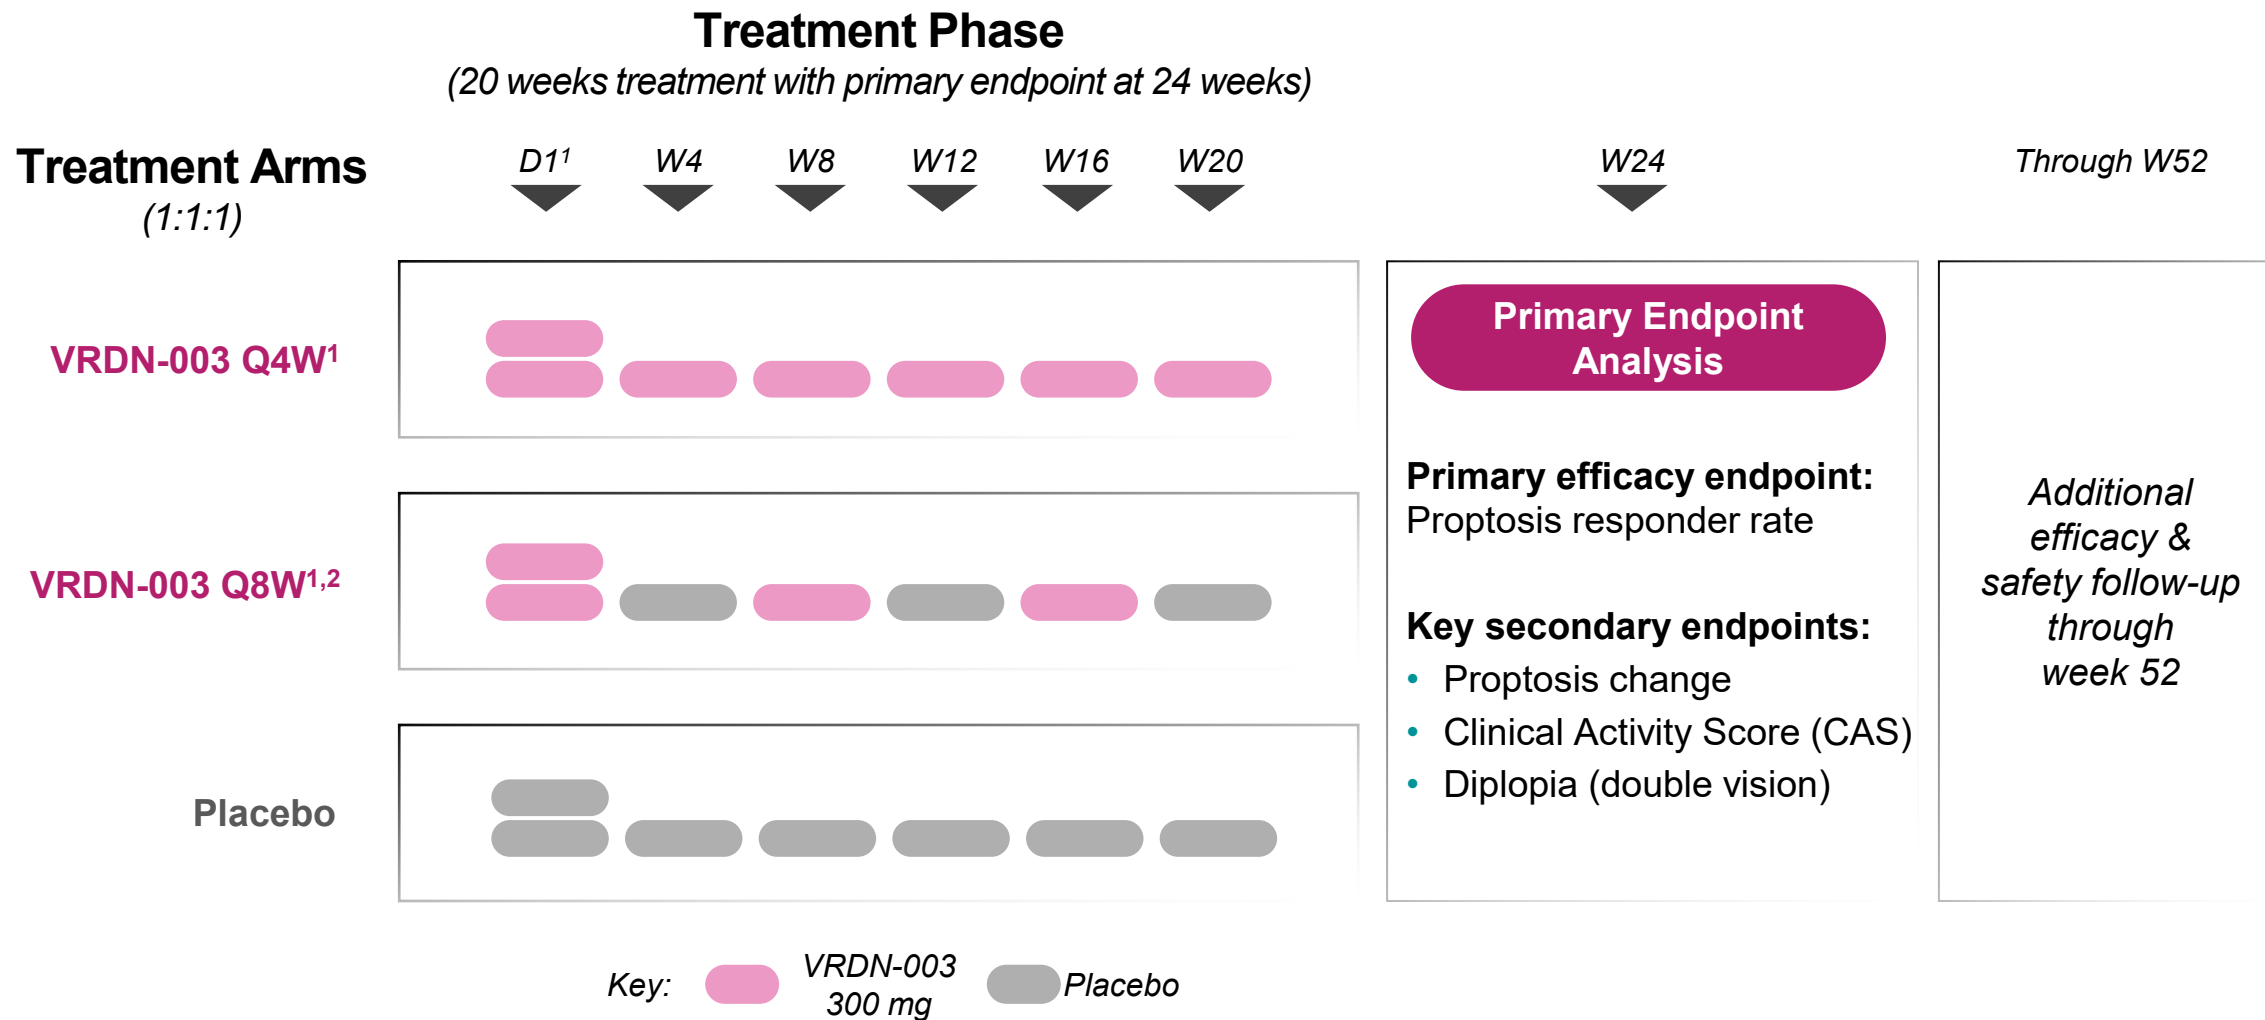 Treatment Phase
(20 weeks treatment with primary endpoint at 24 weeks)
Treatment Arms
(1:1:1)
D1¹
W4
W8
W12
W16
W20
W24
Through W52
VRDN-003 Q4W¹
VRDN-003 Q8W¹,²
Placebo
Primary Endpoint
Analysis
Primary efficacy endpoint:
Proptosis responder rate
Key secondary endpoints:
• Proptosis change
• Clinical Activity Score (CAS)
• Diplopia (double vision)
Additional
efficacy &
safety follow-up
through
week 52
Key:
VRDN-003
300 mg
Placebo